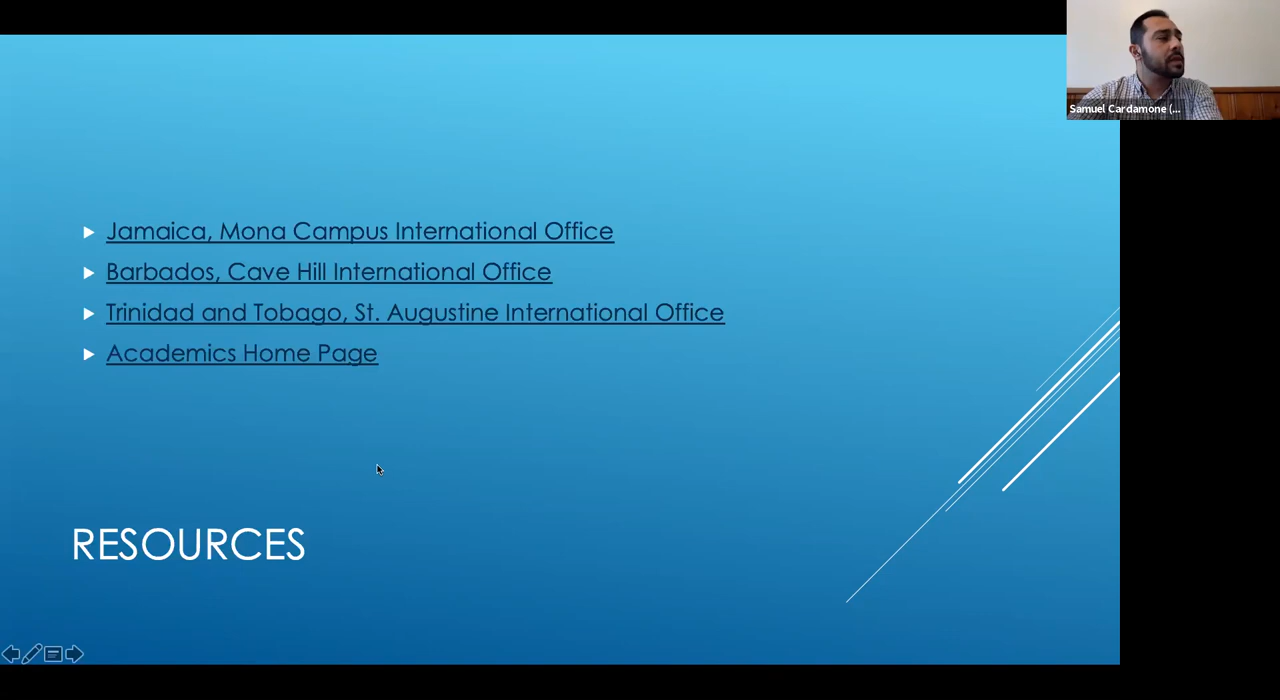 Samuel Cardamone (...
Jamaica, Mona Campus International Office
Barbados, Cave Hill International Office
Trinidad and Tobago, St. Augustine International Office
Academics Home Page
RESOURCES